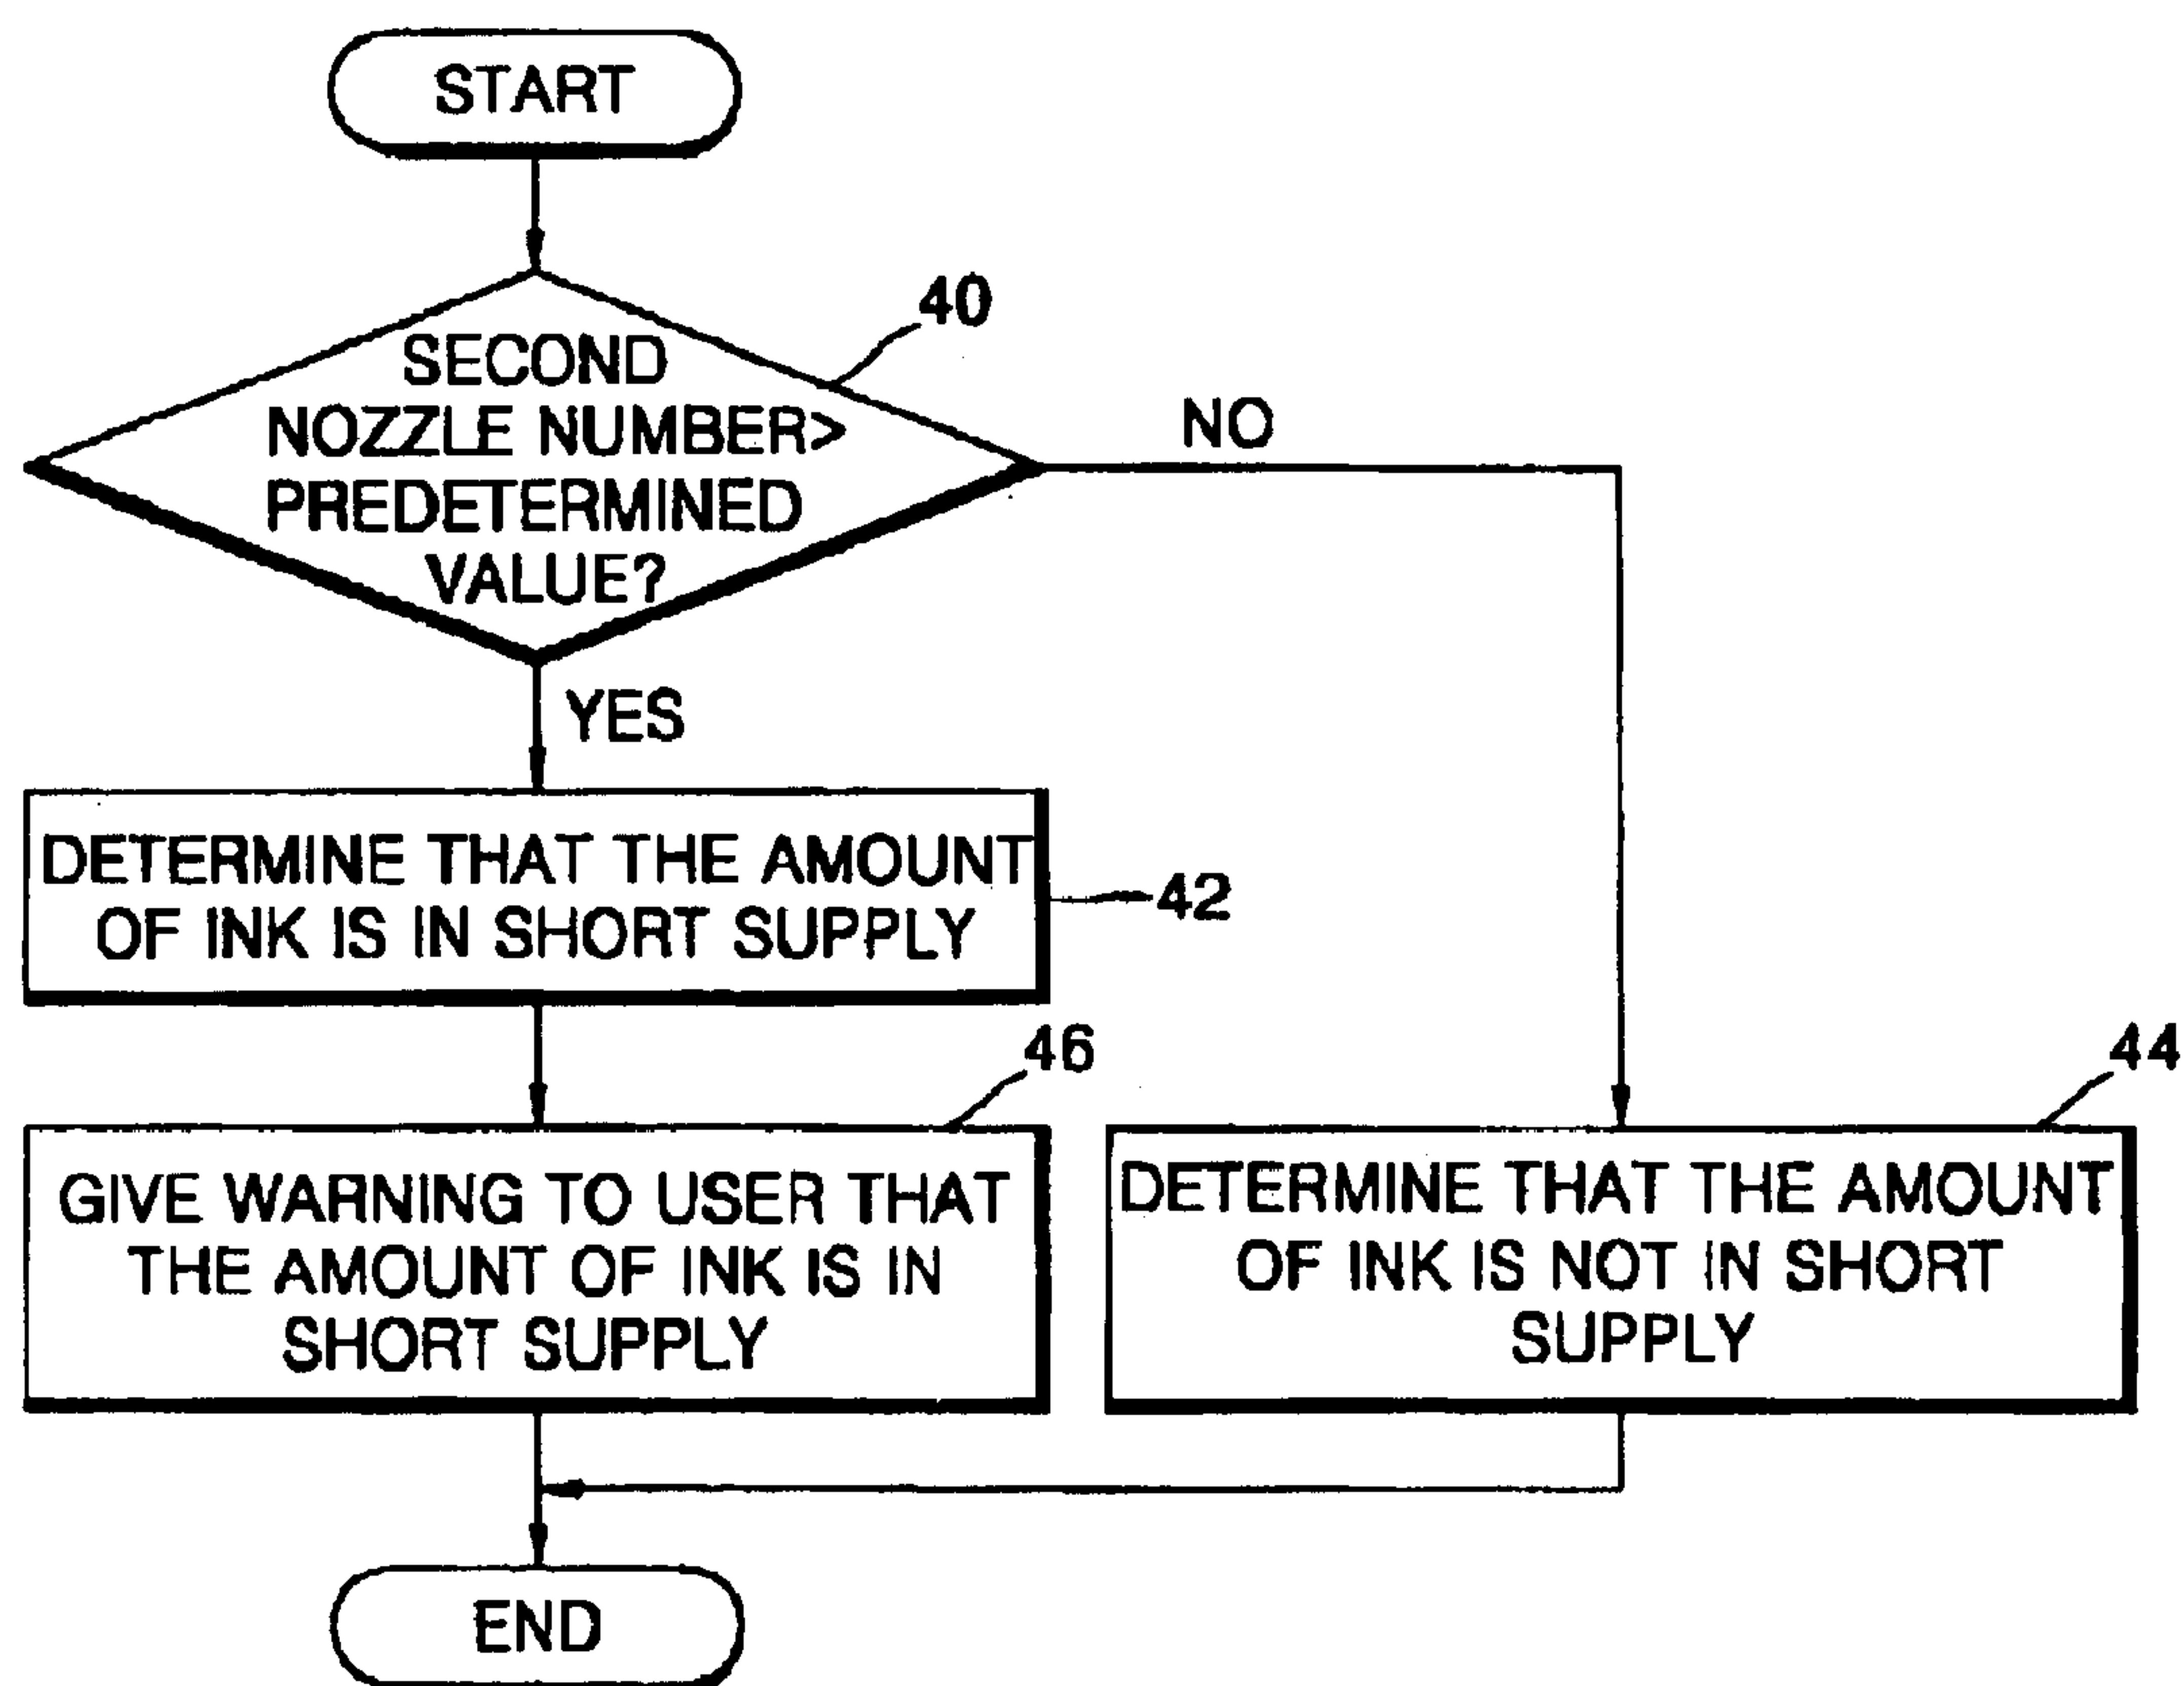 START
40
SECOND
NOZZLE NUMBER>
PREDETERMINED
VALUE?
NO
YES
DETERMINE THAT THE AMOUNT
OF INK IS IN SHORT SUPPLY
42
46
GIVE WARNING TO USER THAT
THE AMOUNT OF INK IS IN
SHORT SUPPLY
44
DETERMINE THAT THE AMOUNT
OF INK IS NOT IN SHORT
SUPPLY
END